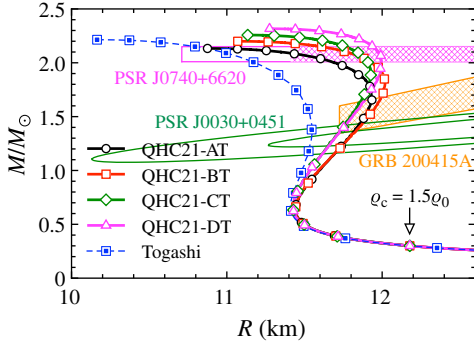 2.5
2.0
1.5
1.0
0.5
0
M/M⊙
PSR J0740+6620
PSR J0030+0451
GRB 200415A
QHC21-AT
QHC21-BT
QHC21-CT
QHC21-DT
Togashi
ϱc = 1.5ϱ0
10
11
12
R (km)